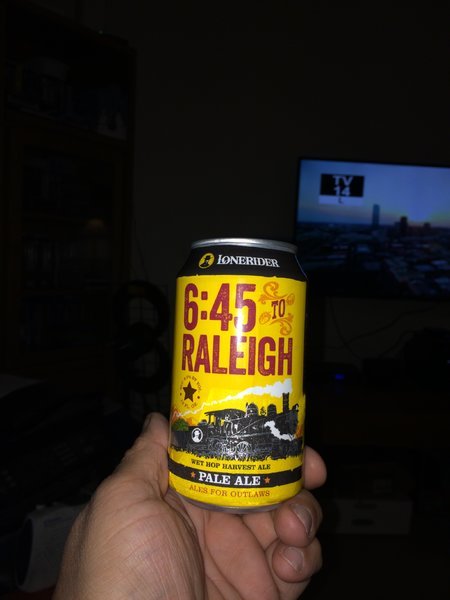 TV
14
L
LONERIDER
6:45 TO
RALEIGH
WET HOP HARVEST ALE
PALE ALE
ALES FOR OUTLAWS